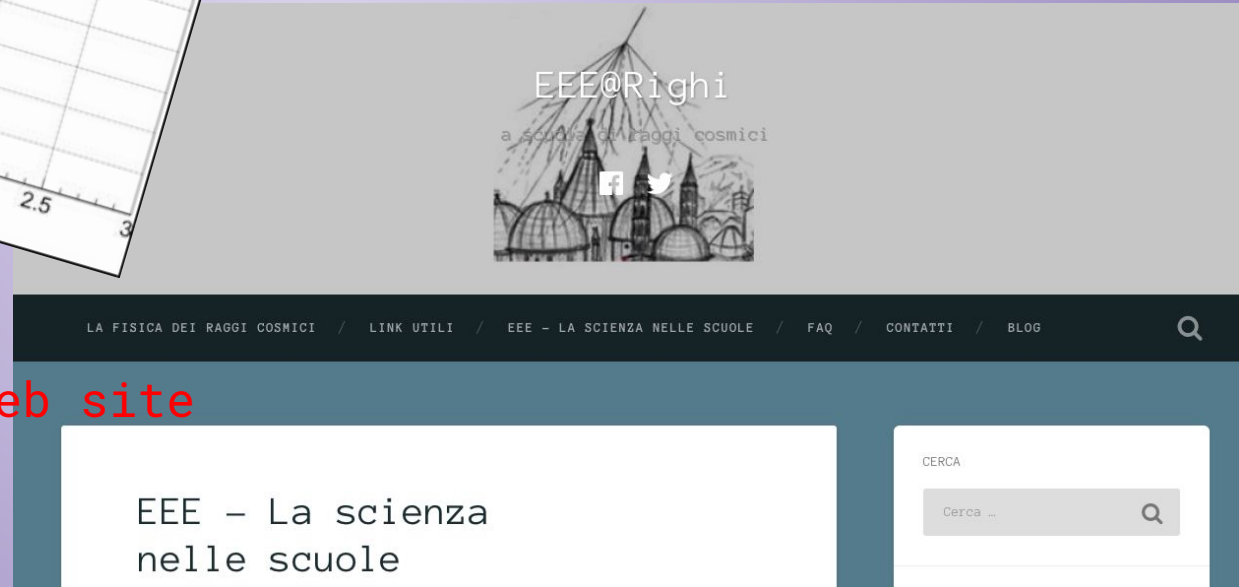 EEE@Righi
a scuola di raggi cosmici
2.5
3
LA FISICA DEI RAGGI COSMICI / LINK UTILI / EEE – LA SCIENZA NELLE SCUOLE / FAQ / CONTATTI / BLOG
eb site
EEE – La scienza
nelle scuole
CERCA
Cerca …